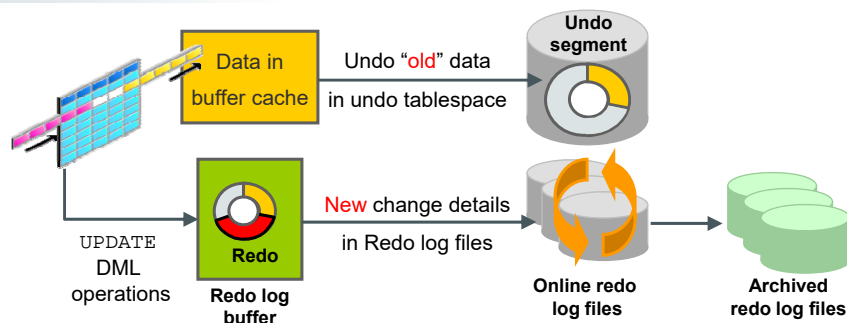 Data in
buffer cache
Undo “old” data
in undo tablespace
Undo
segment
UPDATE
DML
operations
Redo
Redo log
buffer
New change details
in Redo log files
Online redo
log files
Archived
redo log files